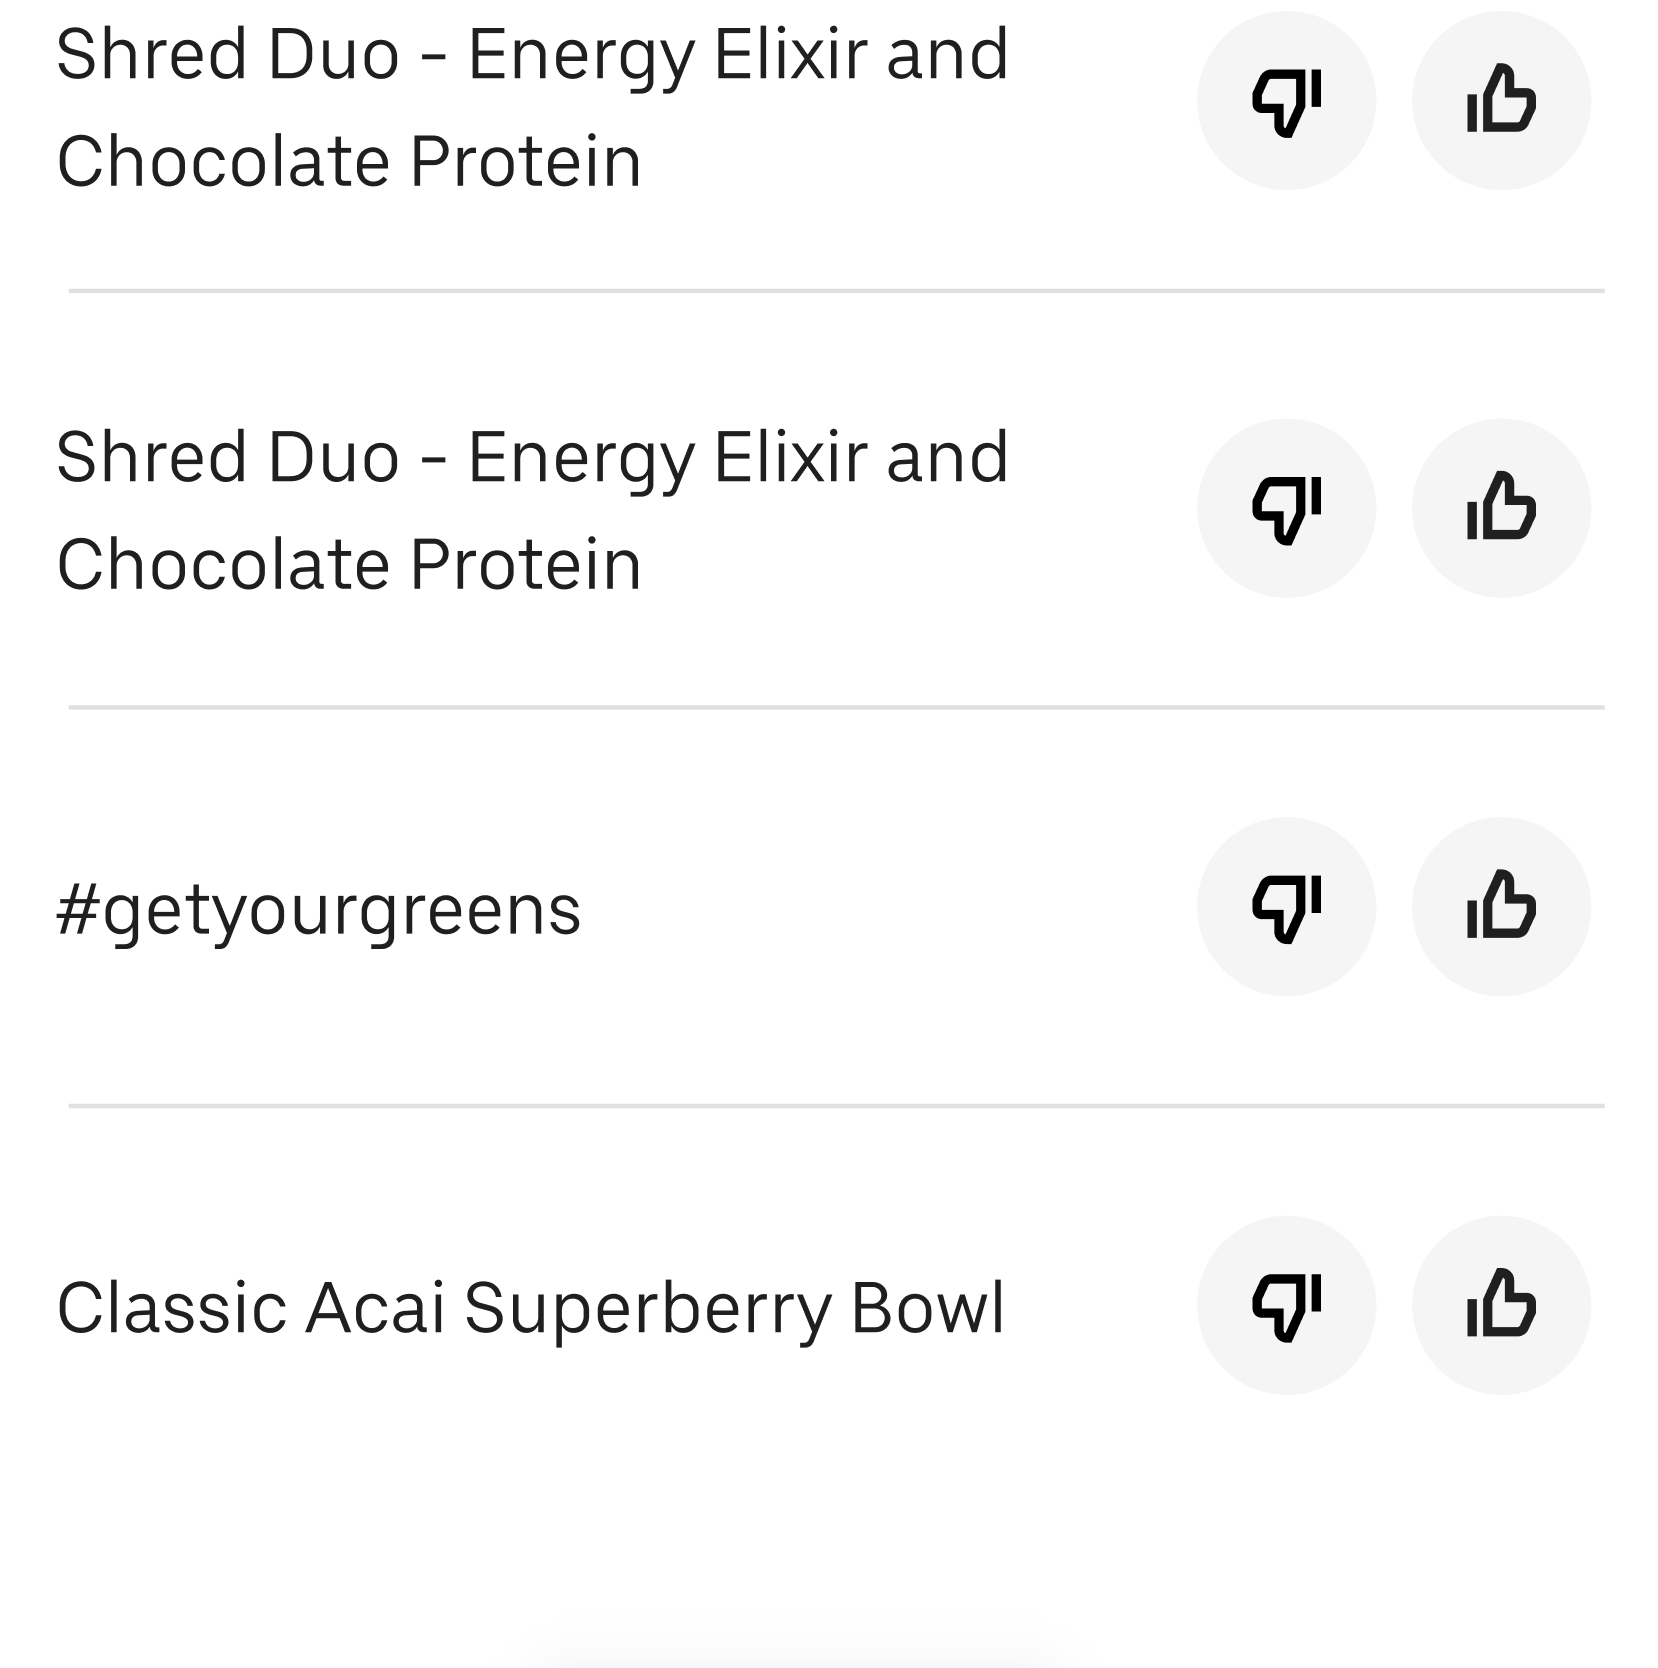 Shred Duo - Energy Elixir and
Chocolate Protein
Shred Duo - Energy Elixir and
Chocolate Protein
#getyourgreens
Classic Acai Superberry Bowl